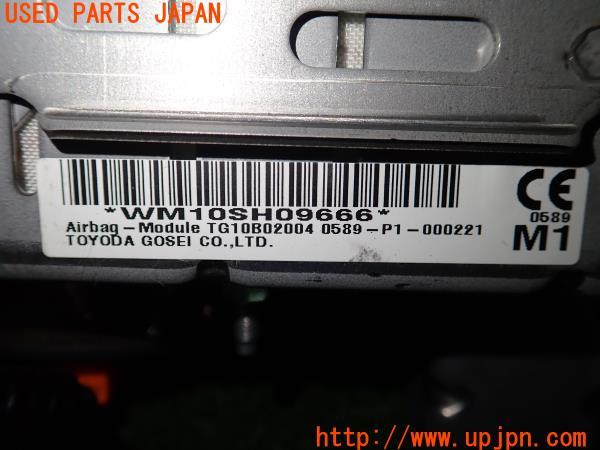 USED PARTS JAPAN
*WM10SH09666*
Airbag-Module TG10B02004 0589-P1-000221
TOYODA GOSEI CO.,LTD.
CE
0589
M1
http://www.upjpn.com/